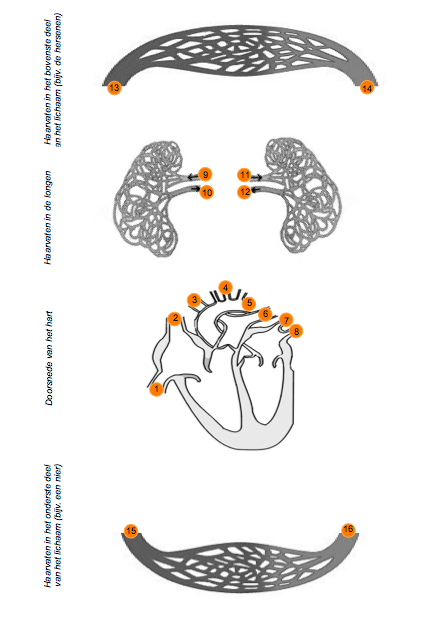 Haarvaten in het bovenste deel
an het lichaam (bijv. de hersenen)
13
14
Haarvaten in de longen
9
11
10
12
Doorsnede van het hart
4
3
5
6
2
7
8
1
Haarvaten in het onderste deel
van het lichaam (bijv. een nier)
15
16